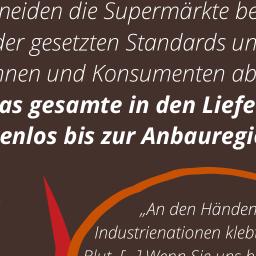 neiden die Supermärkte be
der gesetzten Standards un
nnen und Konsumenten ab
as gesamte in den Liefe
enlos bis zur Anbauregi
„An den Händen
Industrienationen kleb
Blut. [...] Wenn Sie uns b